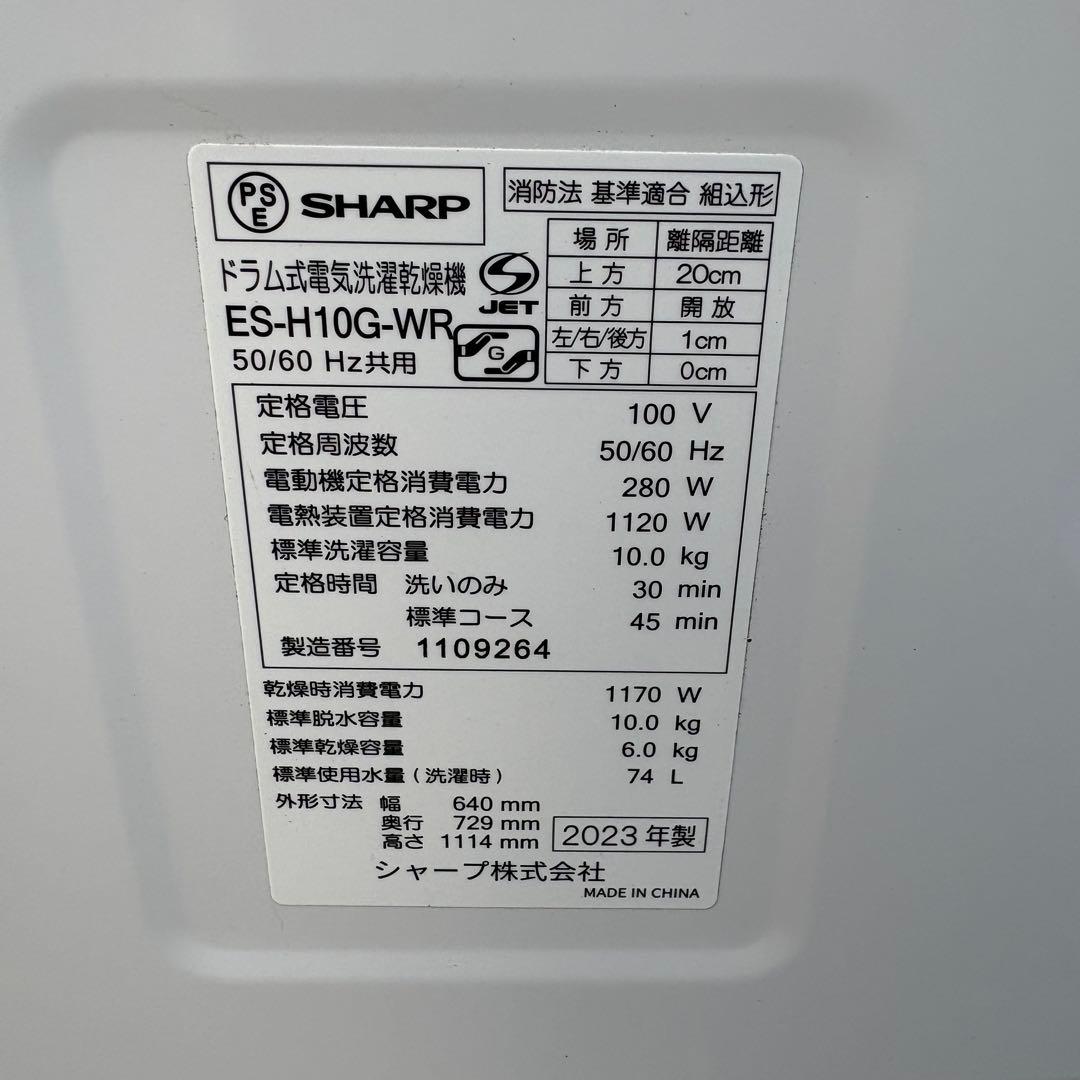 PS
E
SHARP
消防法 基準適合 組込形
場所 離隔距離
上方 20cm
前方 開放
左/右/後方 1cm
下方 0cm
ドラム式電気洗濯乾燥機
S
JET
ES-H10G-WR
G
50/60 Hz共用
定格電圧 100 V
定格周波数 50/60 Hz
電動機定格消費電力 280 W
電熱装置定格消費電力 1120 W
標準洗濯容量 10.0 kg
定格時間 洗いのみ 30 min
標準コース 45 min
製造番号 1109264
乾燥時消費電力 1170 W
標準脱水容量 10.0 kg
標準乾燥容量 6.0 kg
標準使用水量(洗濯時) 74 L
外形寸法 幅 640 mm
奥行 729 mm
高さ 1114 mm
2023年製
シャープ株式会社
MADE IN CHINA